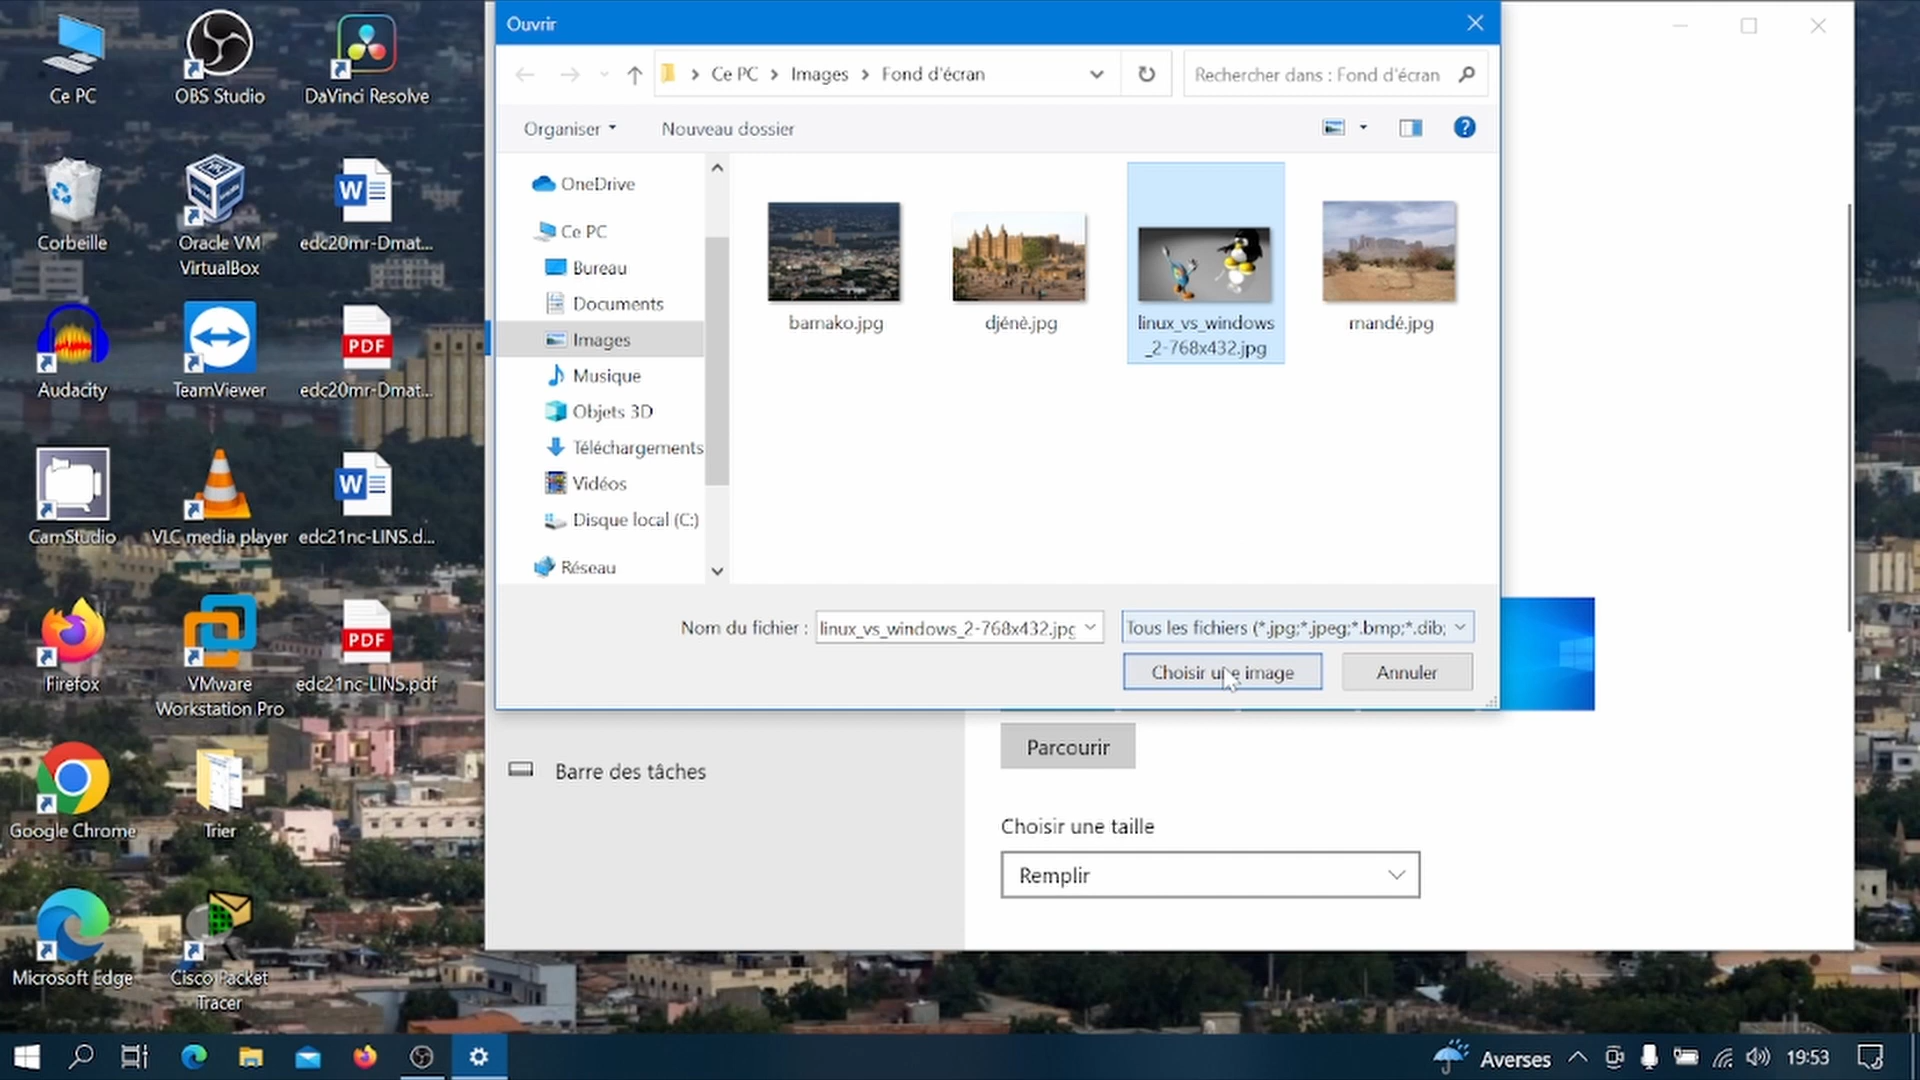 Ce PC
OBS Studio
DaVinci Resolve
Corbeille
Oracle VM
VirtualBox
edc20mr-Dmat...
Audacity
TeamViewer
PDF
edc20mr-Dmat...
CamStudio
VLC media player
edc21nc-LINS.d...
Firefox
VMware
Workstation Pro
PDF
edc21nc-LINS.pdf
Google Chrome
Trier
Microsoft Edge
Cisco Packet
Tracer
Ouvrir
Ce PC > Images > Fond d'écran
Rechercher dans : Fond d'écran
Organiser
Nouveau dossier
OneDrive
Ce PC
Bureau
Documents
Images
Musique
Objets 3D
Téléchargements
Vidéos
Disque local (C:)
Réseau
bamako.jpg
djéné.jpg
linux_vs_windows
_2-768x432.jpg
mandé.jpg
Nom du fichier :
linux_vs_windows_2-768x432.jpg
Tous les fichiers (*.jpg;*.jpeg;*.bmp;*.dib;
Choisir une image
Annuler
Barre des tâches
Parcourir
Choisir une taille
Remplir
Averses
19:53